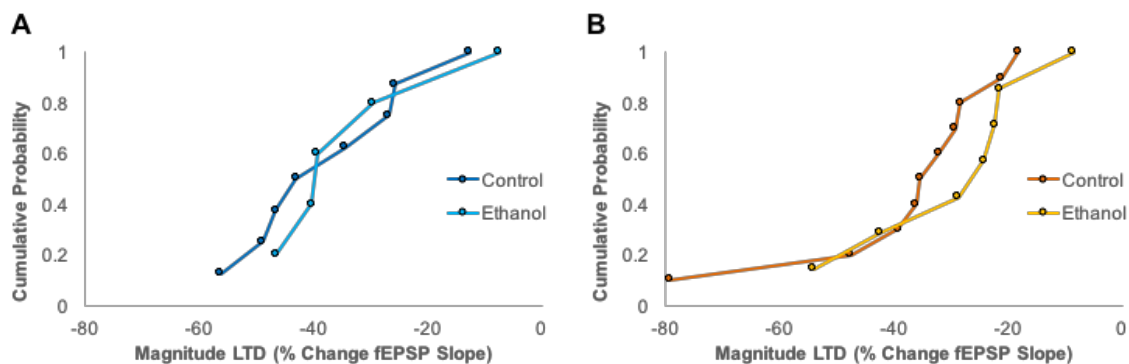 A
Cumulative Probability
1
0.8
0.6
0.4
0.2
0
-80
-60
-40
-20
0
Magnitude LTD (% Change fEPSP Slope)
Control
Ethanol
B
Cumulative Probability
1
0.8
0.6
0.4
0.2
0
-80
-60
-40
-20
0
Magnitude LTD (% Change fEPSP Slope)
Control
Ethanol